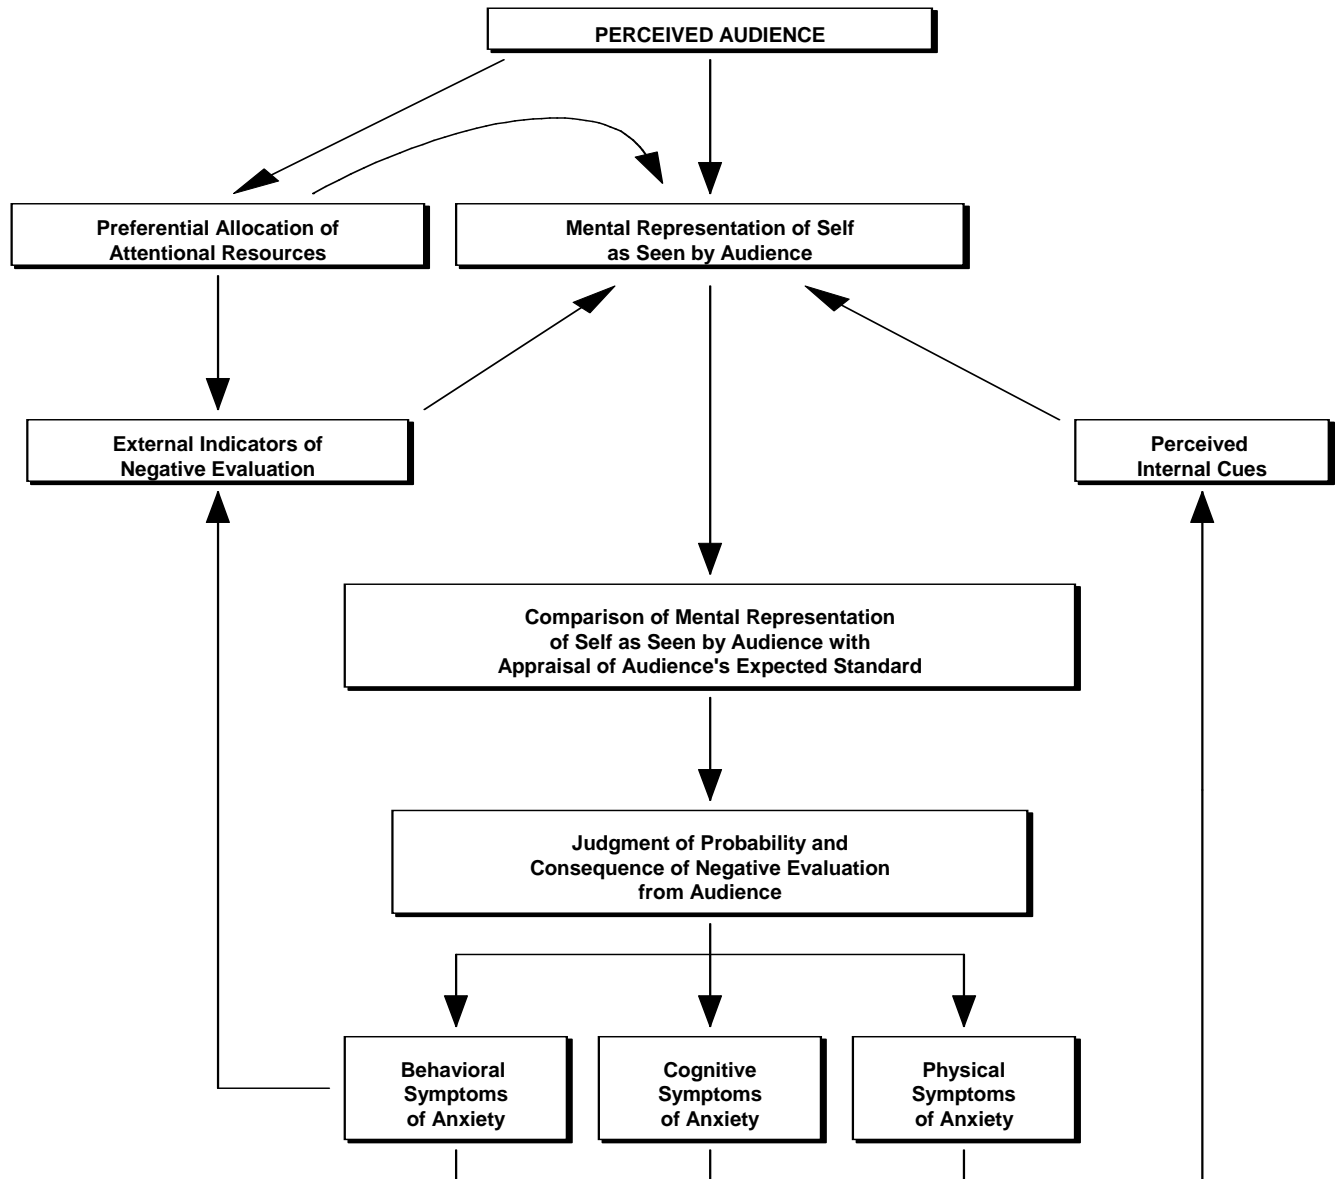 PERCEIVED AUDIENCE
Preferential Allocation of
Attentional Resources
Mental Representation of Self
as Seen by Audience
External Indicators of
Negative Evaluation
Perceived
Internal Cues
Comparison of Mental Representation
of Self as Seen by Audience with
Appraisal of Audience's Expected Standard
Judgment of Probability and
Consequence of Negative Evaluation
from Audience
Behavioral
Symptoms
of Anxiety
Cognitive
Symptoms
of Anxiety
Physical
Symptoms
of Anxiety